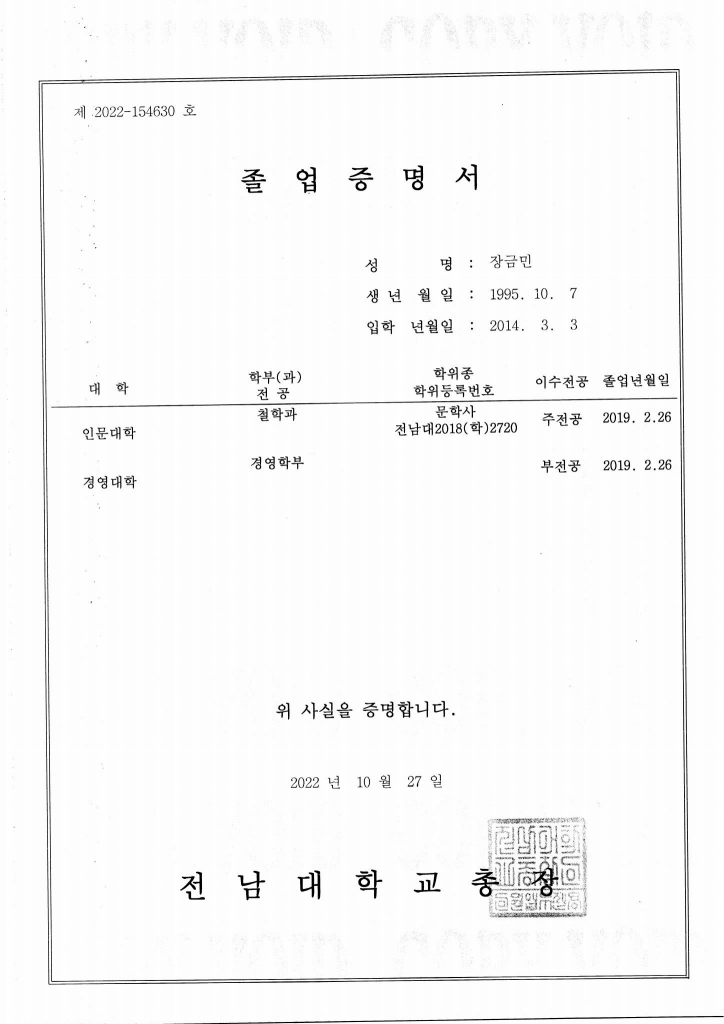 제 2022-154630 호
졸 업 증 명 서
성 명 : 장금민
생 년 월 일 : 1995. 10. 7
입학 년월일 : 2014. 3. 3
대 학 학부(과) 전 공 학위종 학위등록번호 이수전공 졸업년월일
인문대학 철학과 문학사 전남대2018(학)2720 주전공 2019. 2.26
경영대학 경영학부 부전공 2019. 2.26
위 사실을 증명합니다.
2022 년 10 월 27 일
전 남 대 학 교 총 장